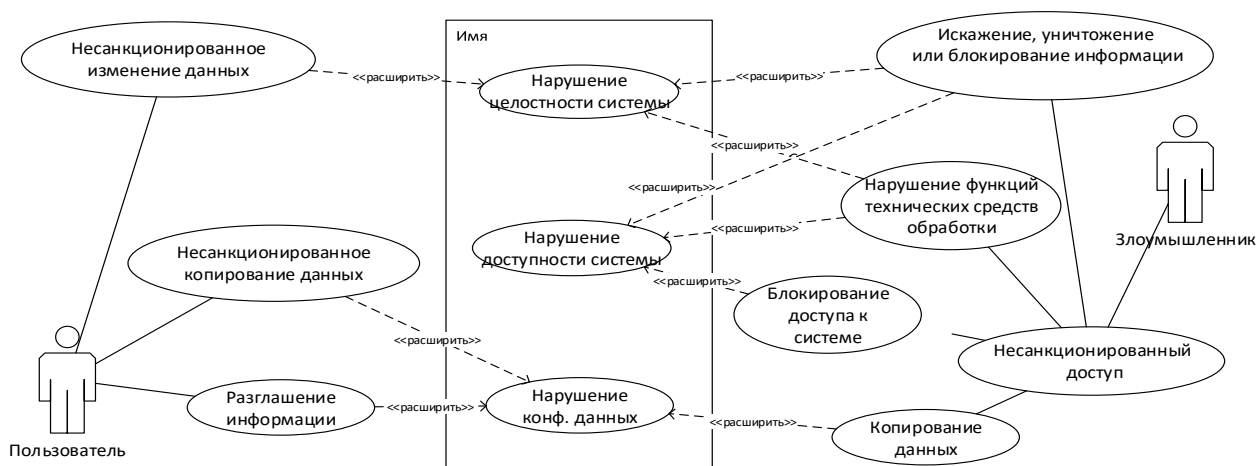 Несанкционированное
изменение данных
<<расширить>>
Имя
Нарушение
целостности системы
<<расширить>>
Искажение, уничтожение
или блокирование информации
<<расширить>>
<<расширить>>
Нарушение функций
технических средств
обработки
Злоумышленник
Несанкционированное
копирование данных
Нарушение
доступности системы
<<расширить>>
<<расширить>>
Блокирование
доступа к
системе
<<расширить>>
Несанкционированный
доступ
Пользователь
Разглашение
информации
<<расширить>>
Нарушение
конф. данных
<<расширить>>
Копирование
данных